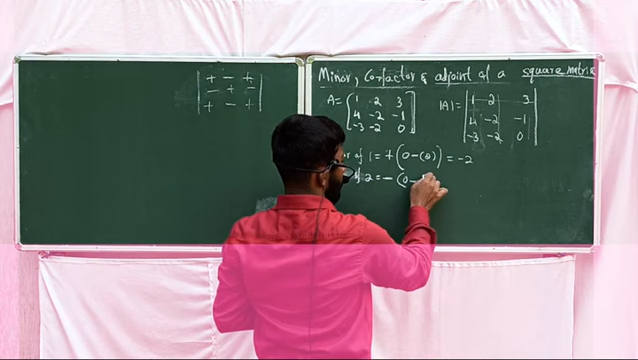 + - +
- + -
+ - +
Minor, Cofactor & adjoint of a square matrix
A = [1 2 3
4 -2 -1
-3 -2 0]
|A| = |1 2 3
4 -2 -1
-3 -2 0|
of 1 = + (0-(2)) = -2
2 = - (0-